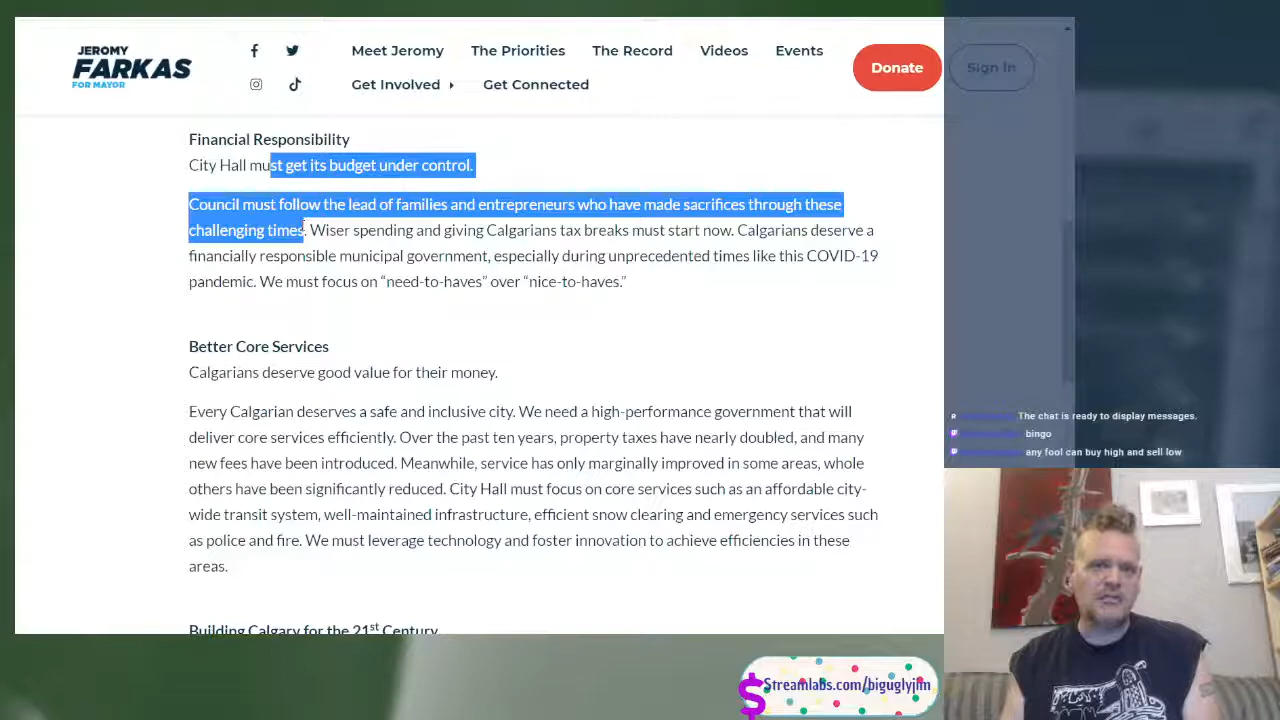 JEROMY
FARKAS
FOR MAYOR
Meet Jeromy
The Priorities
The Record
Videos
Events
Get Involved
Get Connected
Donate
Sign In
Financial Responsibility
City Hall must get its budget under control.
Council must follow the lead of families and entrepreneurs who have made sacrifices through these
challenging times. Wiser spending and giving Calgarians tax breaks must start now. Calgarians deserve a
financially responsible municipal government, especially during unprecedented times like this COVID-19
pandemic. We must focus on “need-to-haves” over “nice-to-haves.”
Better Core Services
Calgarians deserve good value for their money.
Every Calgarian deserves a safe and inclusive city. We need a high-performance government that will
deliver core services efficiently. Over the past ten years, property taxes have nearly doubled, and many
new fees have been introduced. Meanwhile, service has only marginally improved in some areas, whole
others have been significantly reduced. City Hall must focus on core services such as an affordable city-
wide transit system, well-maintained infrastructure, efficient snow clearing and emergency services such
as police and fire. We must leverage technology and foster innovation to achieve efficiencies in these
areas.
Building Calgary for the 21st Century
The chat is ready to display messages.
bingo
any fool can buy high and sell low
Streamlabs.com/biguglyjim